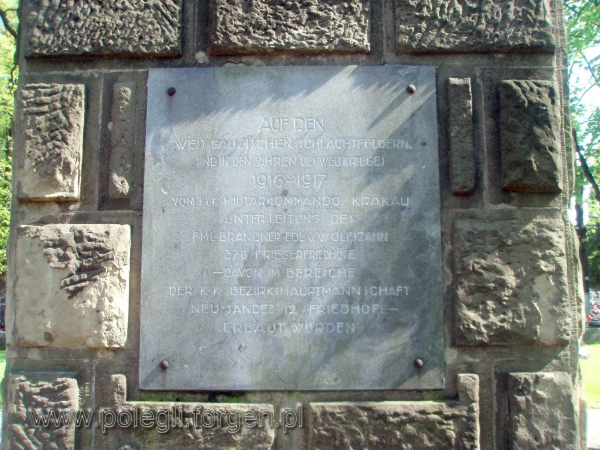 AUF DEN
WESTGALIZISCHEN SCHLACHTFELDERN
SIND IN DEN JAHREN DES WELTKRIEGES
1915-1917
VOM K.K. MILITÄRKOMMANDO KRAKAU
UNTER LEITUNG DES
FML. BRANDNER EDL. V. WOLFSZAHN
378 KRIEGERFRIEDHÖFE
—DAVON IM BEREICHE
DER K.K. BEZIRKSHAUPTMANNSCHAFT
NEU-SANDEZ 12 FRIEDHÖFE—
ERBAUT WORDEN
www.polegli.forgen.pl